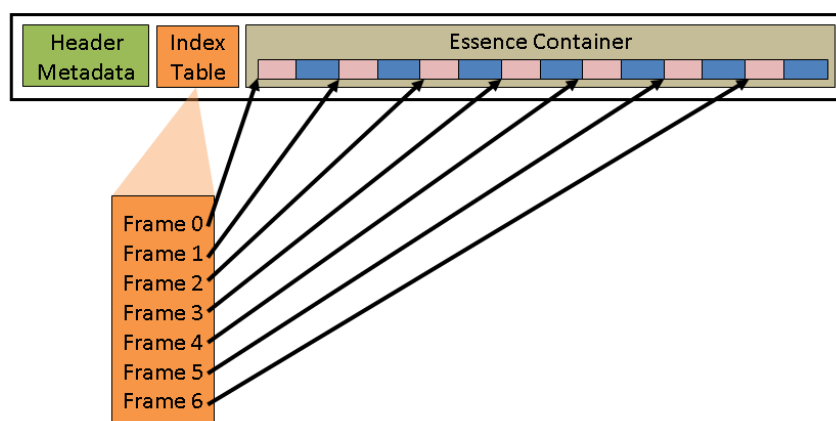 Header
Metadata
Index
Table
Essence Container
Frame 0
Frame 1
Frame 2
Frame 3
Frame 4
Frame 5
Frame 6